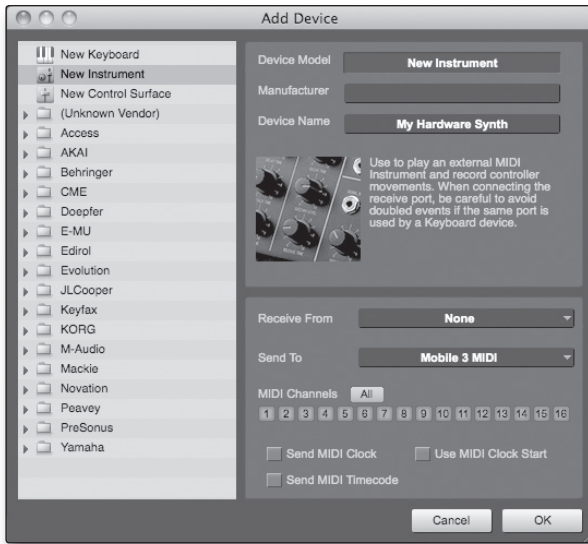 Add Device
New Keyboard
New Instrument
New Control Surface
(Unknown Vendor)
Access
AKAI
Behringer
CME
Doepfer
E-MU
Edirol
Evolution
JLCooper
Keyfax
KORG
M-Audio
Mackie
Novation
Peavey
PreSonus
Yamaha
Device Model New Instrument
Manufacturer
Device Name My Hardware Synth
Use to play an external MIDI
Instrument and record controller
movements. When connecting the
receive port, be careful to avoid
doubled events if the same port is
used by a Keyboard device.
Receive From None
Send To Mobile 3 MIDI
MIDI Channels All
1 2 3 4 5 6 7 8 9 10 11 12 13 14 15 16
Send MIDI Clock Use MIDI Clock Start
Send MIDI Timecode
Cancel OK